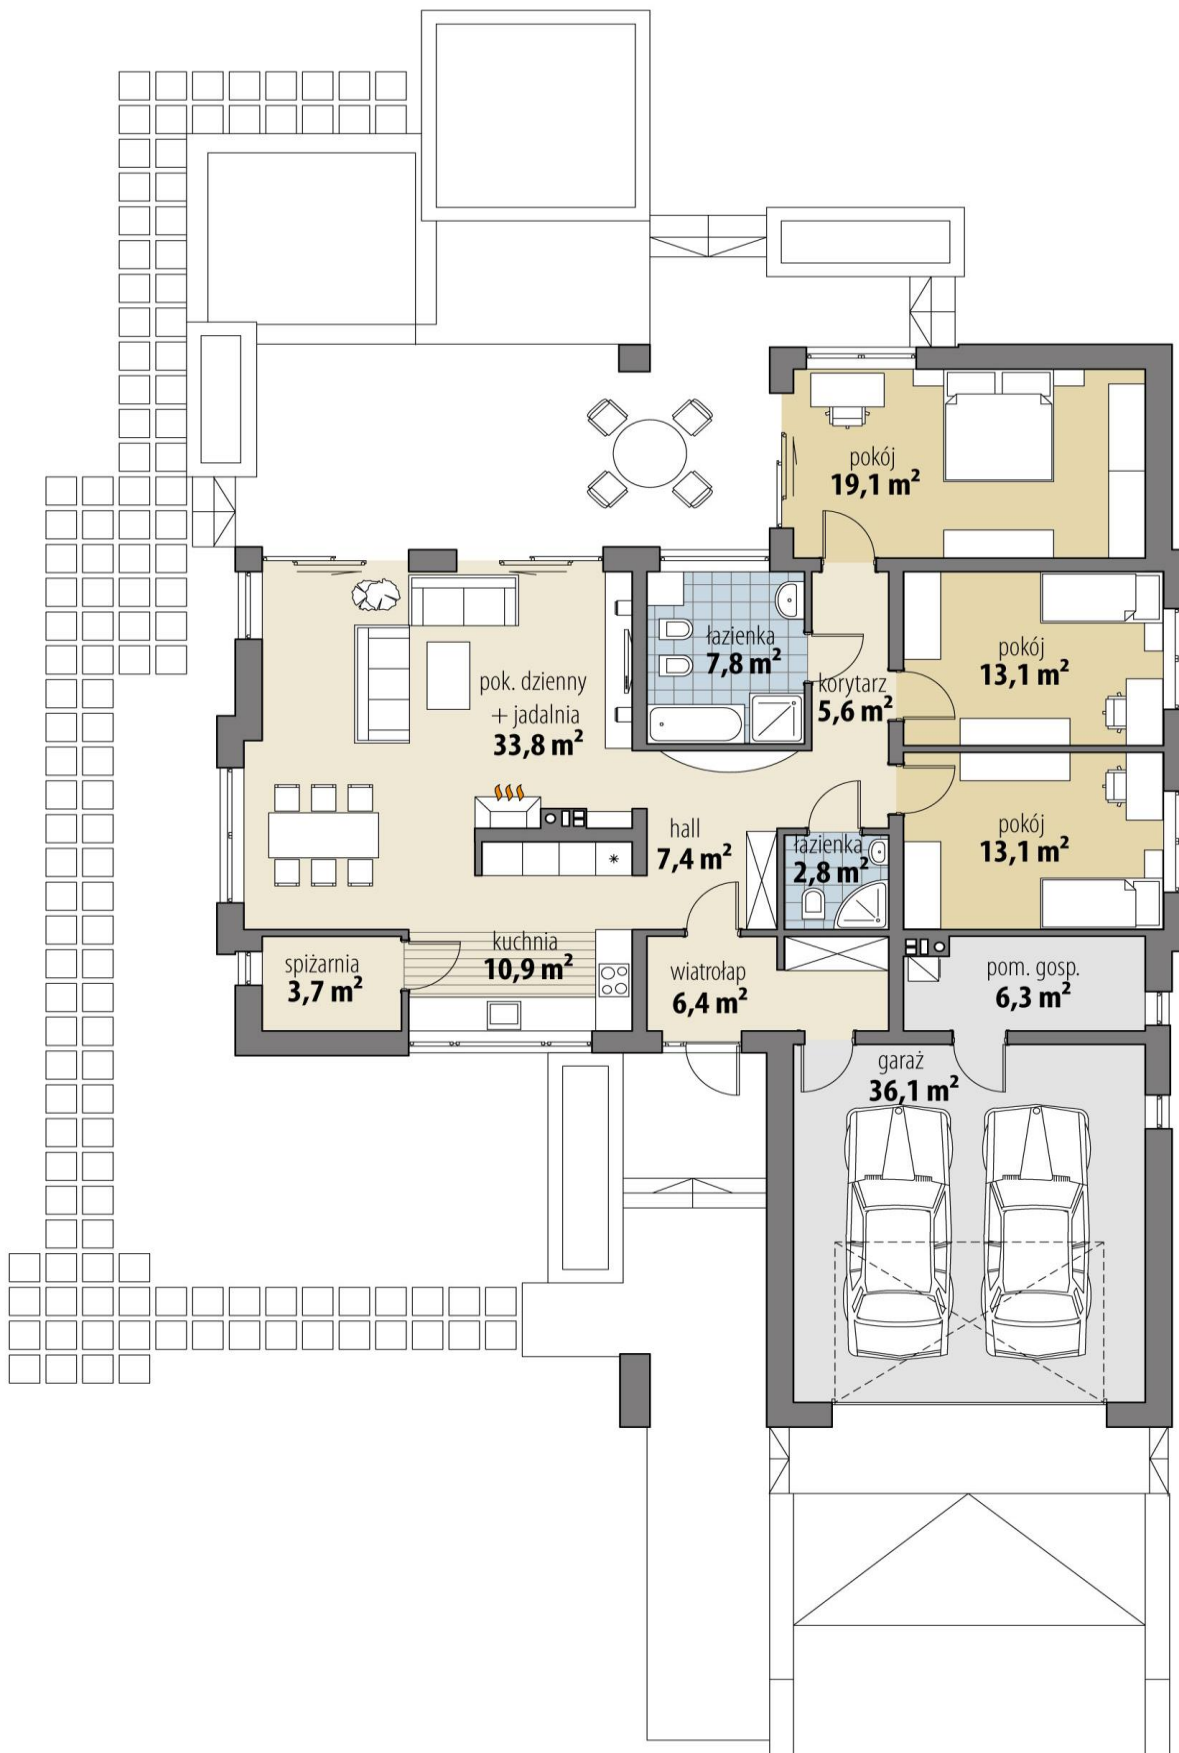 pokój
19,1 m²
łazienka
7,8 m²
pokój
13,1 m²
pok. dzienny
+ jadalnia
33,8 m²
korytarz
5,6 m²
hall
7,4 m²
łazienka
2,8 m²
pokój
13,1 m²
kuchnia
10,9 m²
spiżarnia
3,7 m²
wiatrołap
6,4 m²
pom. gosp.
6,3 m²
garaż
36,1 m²